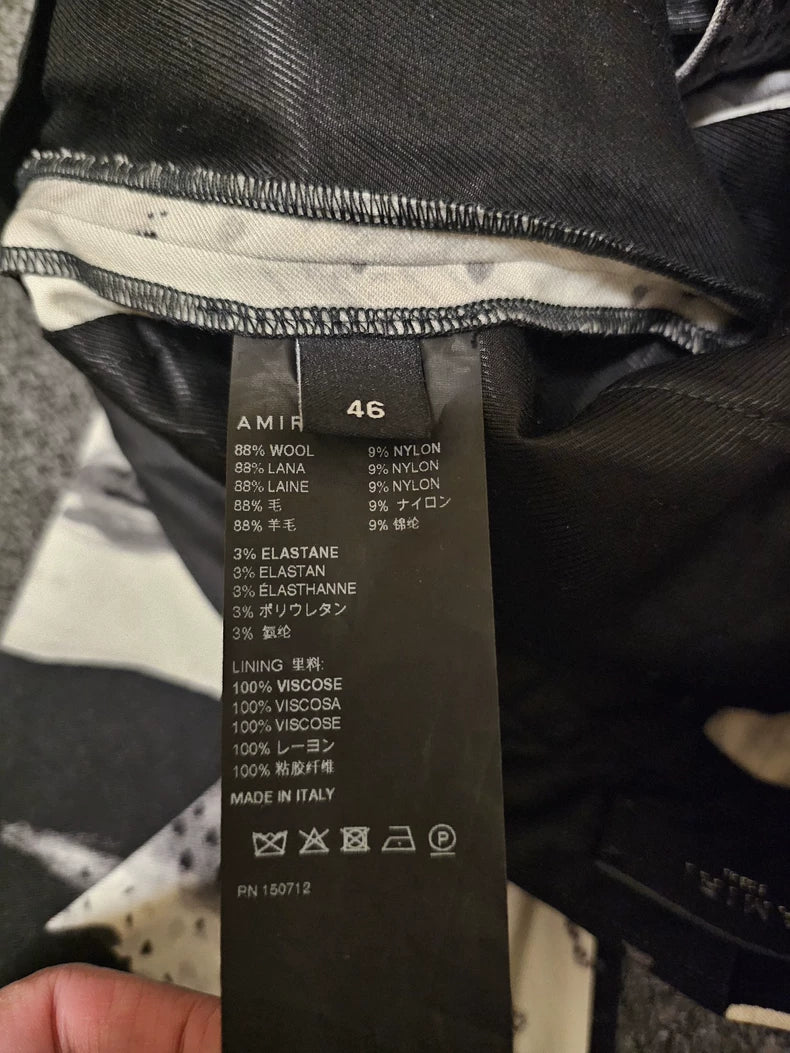 46
AMIR
88% WOOL 9% NYLON
88% LANA 9% NYLON
88% LAINE 9% NYLON
88% 毛 9% ナイロン
88% 羊毛 9% 锦纶
3% ELASTANE
3% ELASTAN
3% ÉLASTHANNE
3% ポリウレタン
3% 氨纶
LINING 里料:
100% VISCOSE
100% VISCOSA
100% VISCOSE
100% レーヨン
100% 粘胶纤维
MADE IN ITALY
P
RN 150712